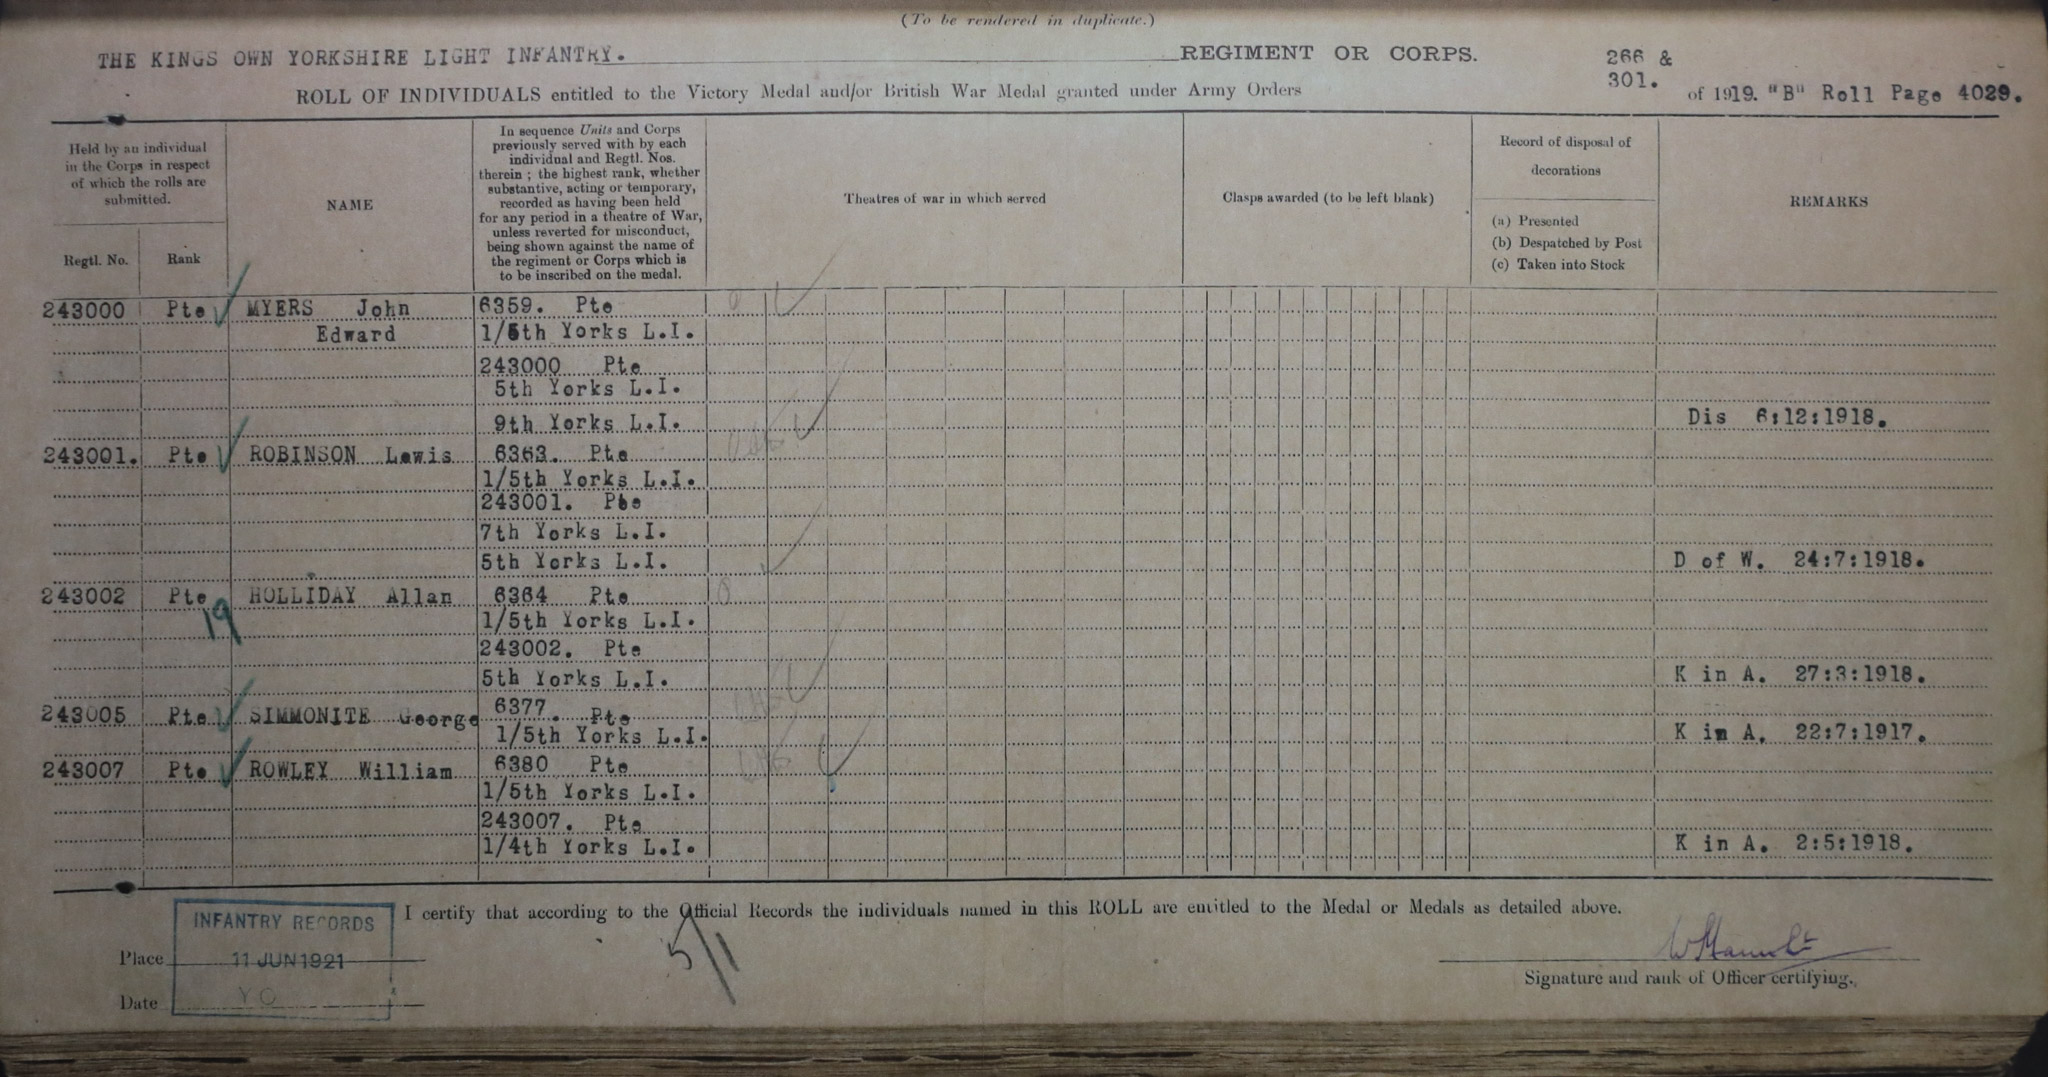 (To be rendered in duplicate.)
THE KINGS OWN YORKSHIRE LIGHT INFANTRY. REGIMENT OR CORPS. 266 &
301.
ROLL OF INDIVIDUALS entitled to the Victory Medal and/or British War Medal granted under Army Orders of 1919. "B" Roll Page 4029.
Held by an individual
in the Corps in respect
of which the rolls are
submitted.
Regtl. No. Rank
NAME
In sequence Units and Corps
previously served with by each
individual and Regtl. Nos.
therein ; the highest rank, whether
substantive, acting or temporary,
recorded as having been held
for any period in a theatre of War,
unless reverted for misconduct,
being shown against the name of
the regiment or Corps which is
to be inscribed on the medal.
Theatres of war in which served
Clasps awarded (to be left blank)
Record of disposal of
decorations
(a) Presented
(b) Despatched by Post
(c) Taken into Stock
REMARKS
243000 Pte MYERS John 6359. Pte
Edward 1/5th Yorks L.I.
243000 Pte
5th Yorks L.I.
9th Yorks L.I. Dis 6:12:1918.
243001. Pte ROBINSON Lewis 6363. Pte
1/5th Yorks L.I.
243001. Pte
7th Yorks L.I.
5th Yorks L.I. D of W. 24:7:1918.
243002 Pte HOLLIDAY Allan 6364 Pte
19 1/5th Yorks L.I.
243002. Pte
5th Yorks L.I. K in A. 27:3:1918.
243005 Pte SIMMONITE George 6377. Pte
1/5th Yorks L.I. K in A. 22:7:1917.
243007 Pte ROWLEY William 6380 Pte
1/5th Yorks L.I.
243007. Pte
1/4th Yorks L.I. K in A. 2:5:1918.
I certify that according to the Official Records the individuals named in this ROLL are entitled to the Medal or Medals as detailed above.
INFANTRY RECORDS
Place 11 JUN 1921
5/1
Signature and rank of Officer certifying.
Date YO